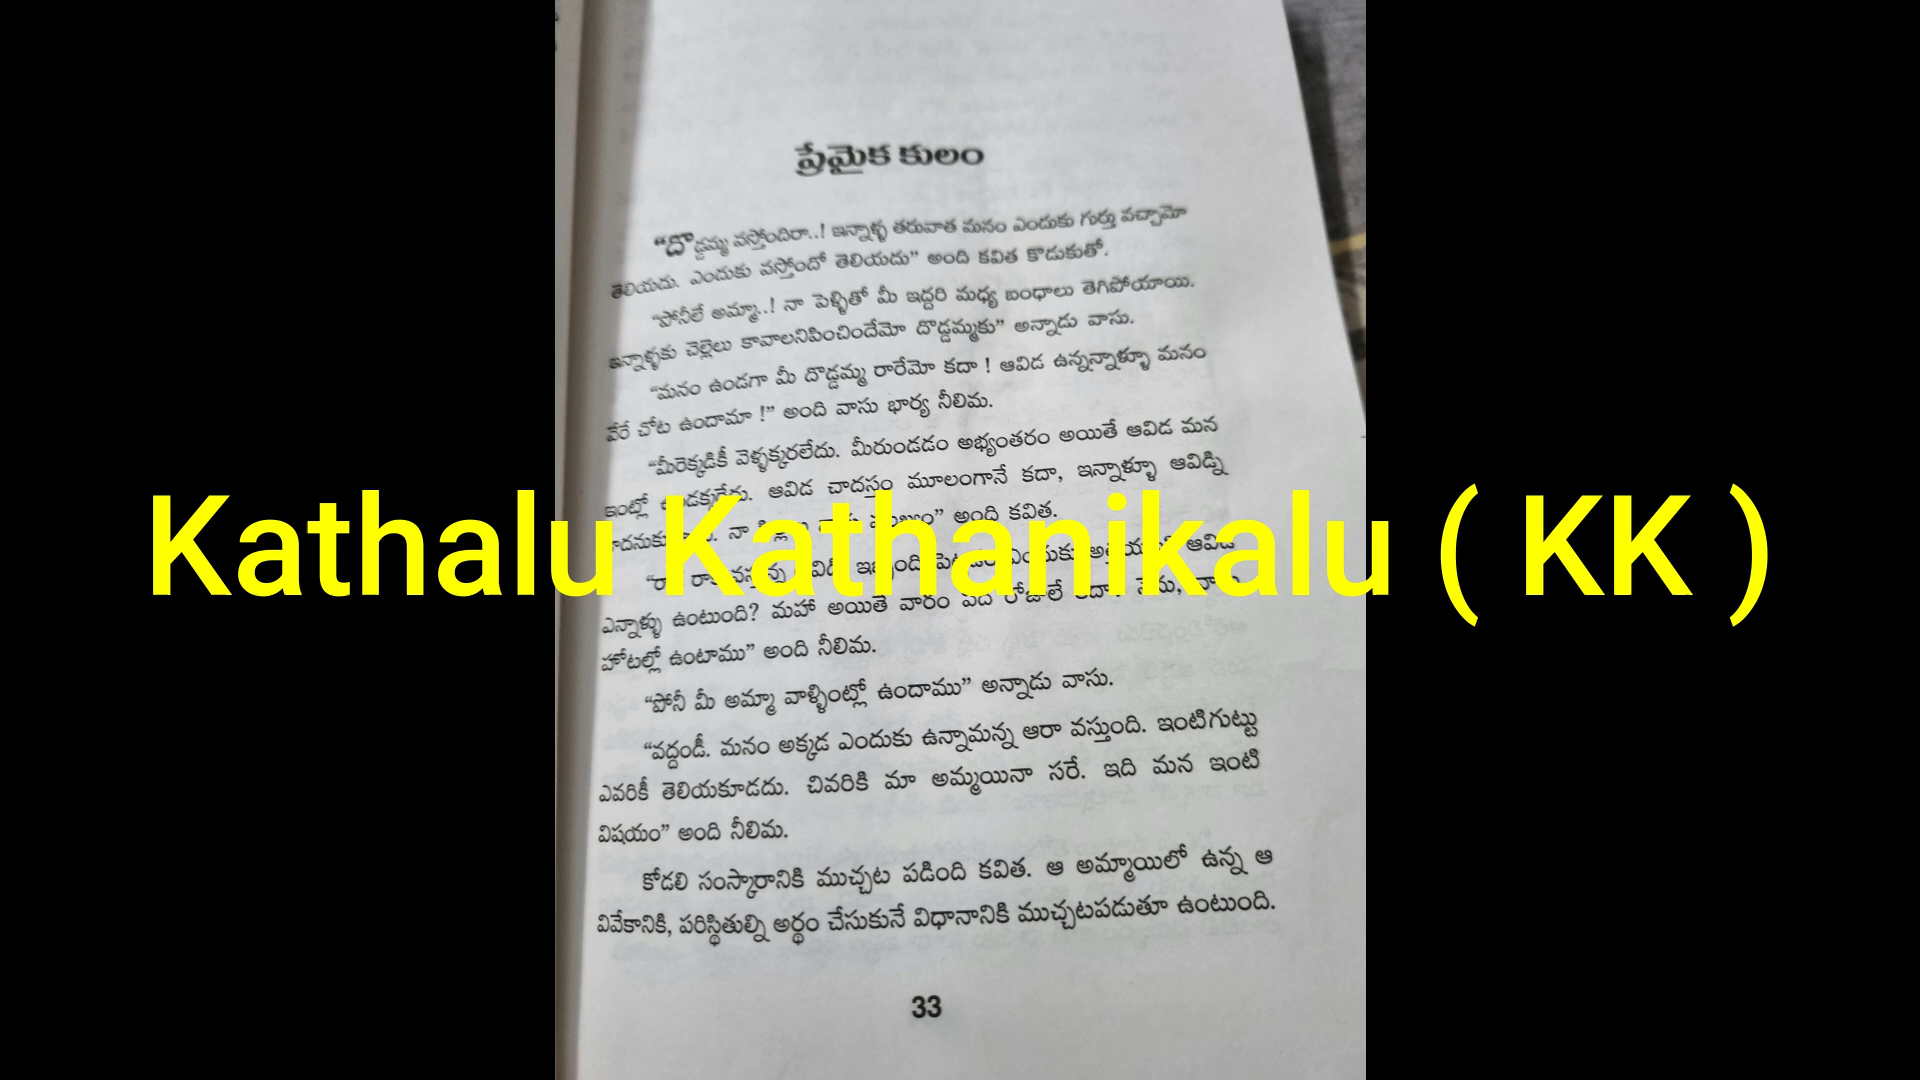 ప్రేమైక కులం
“దొడ్డమ్మ వస్తోందిరా..! ఇన్నాళ్ళ తరువాత మనం ఎందుకు గుర్తు వచ్చామో
తెలియదు. ఎందుకు వస్తోందో తెలియదు” అంది కవిత కొడుకుతో.
“పోనీలే అమ్మా..! నా పెళ్ళితో మీ ఇద్దరి మధ్య బంధాలు తెగిపోయాయి.
ఇన్నాళ్ళకు చెల్లెలు కావాలనిపించిందేమో దొడ్డమ్మకు” అన్నాడు వాసు.
“మనం ఉండగా మీ దొడ్డమ్మ రారేమో కదా ! ఆవిడ ఉన్నన్నాళ్ళూ మనం
వేరే చోట ఉందామా !” అంది వాసు భార్య నీలిమ.
“మీరెక్కడికీ వెళ్ళక్కరలేదు. మీరుండడం అభ్యంతరం అయితే ఆవిడ మన
ఇంట్లో ఆవిడ చాదస్తం మూలంగానే కదా, ఇన్నాళ్ళూ ఆవిడ్ని
నా అంది కవిత.
Kathalu Kathanikalu ( KK )
ఎన్నాళ్ళు ఉంటుంది? మహా అయితే వారం
హోటల్లో ఉంటాము” అంది నీలిమ.
“పోనీ మీ అమ్మా వాళ్ళింట్లో ఉందాము” అన్నాడు వాసు.
“వద్దండీ. మనం అక్కడ ఎందుకు ఉన్నామన్న ఆరా వస్తుంది. ఇంటిగుట్టు
ఎవరికీ తెలియకూడదు. చివరికి మా అమ్మయినా సరే. ఇది మన ఇంటి
విషయం” అంది నీలిమ.
కోడలి సంస్కారానికి ముచ్చట పడింది కవిత. ఆ అమ్మాయిలో ఉన్న ఆ
వివేకానికి, పరిస్థితుల్ని అర్థం చేసుకునే విధానానికి ముచ్చటపడుతూ ఉంటుంది.
33